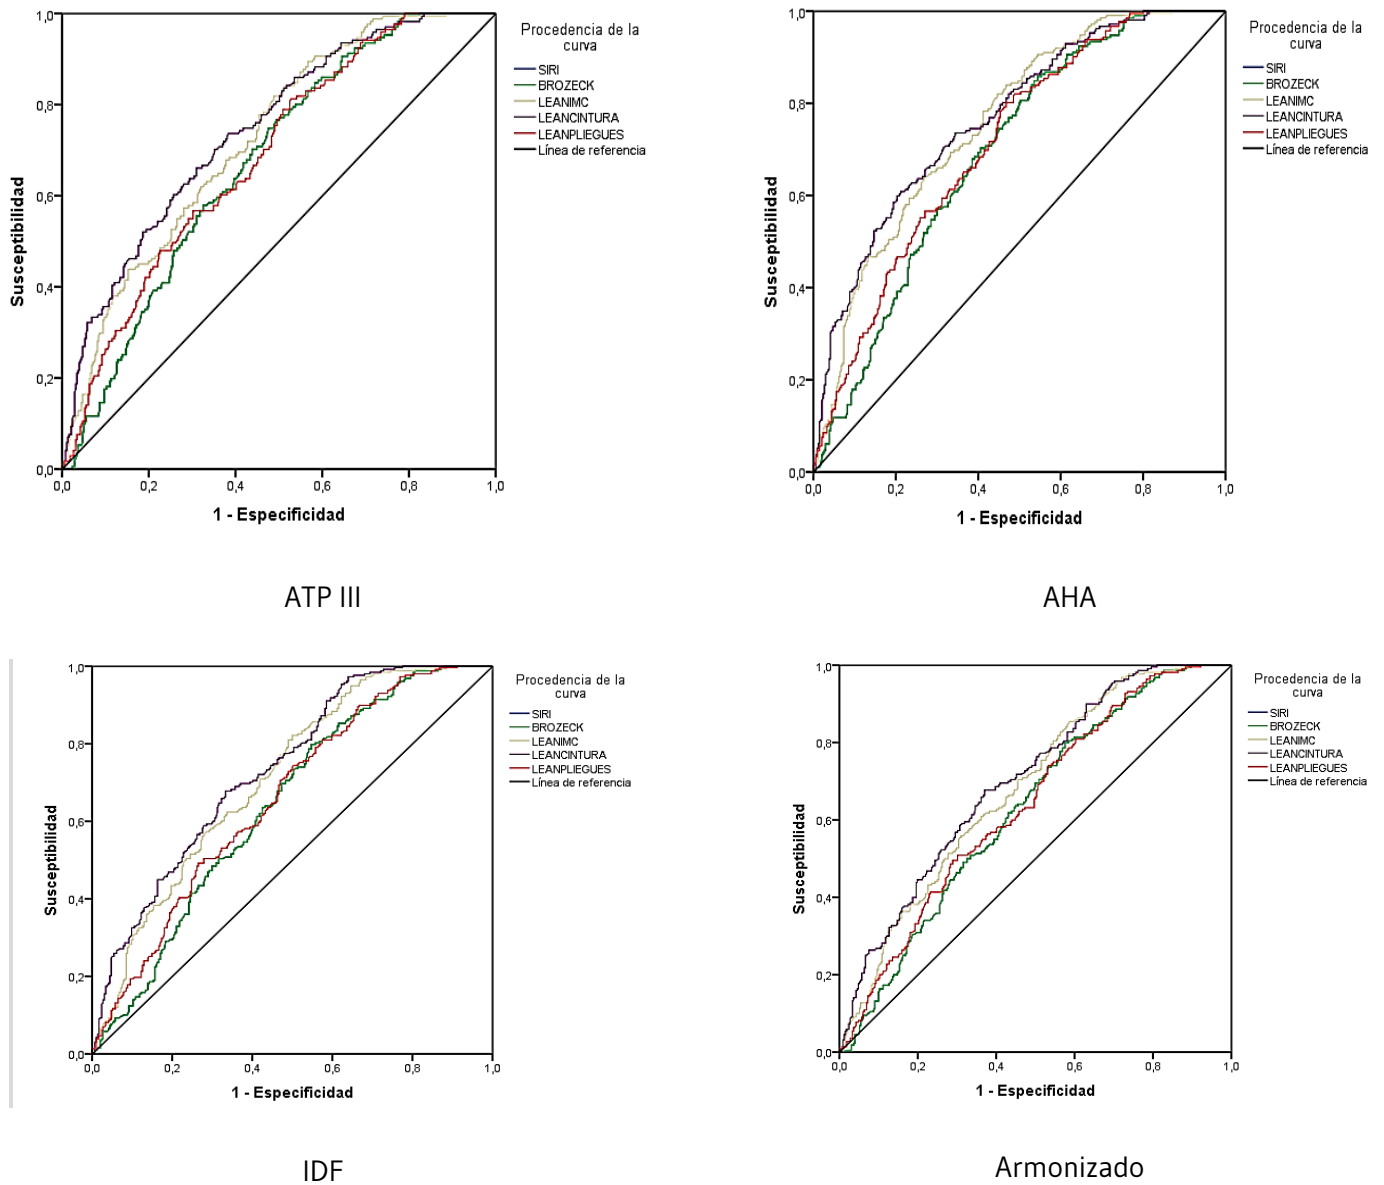 1,0
0,8
0,6
0,4
0,2
0,0
Susceptibilidad
0,0 0,2 0,4 0,6 0,8 1,0
1 - Especificidad
Procedencia de la
curva
SIRI
BROZECK
LEANIMC
LEANCINTURA
LEANPLIEGUES
Línea de referencia
ATP III
1,0
0,8
0,6
0,4
0,2
0,0
Susceptibilidad
0,0 0,2 0,4 0,6 0,8 1,0
1 - Especificidad
Procedencia de la
curva
SIRI
BROZECK
LEANIMC
LEANCINTURA
LEANPLIEGUES
Línea de referencia
AHA
1,0
0,8
0,6
0,4
0,2
0,0
Susceptibilidad
0,0 0,2 0,4 0,6 0,8 1,0
1 - Especificidad
Procedencia de la
curva
SIRI
BROZECK
LEANIMC
LEANCINTURA
LEANPLIEGUES
Línea de referencia
IDF
1,0
0,8
0,6
0,4
0,2
0,0
Susceptibilidad
0,0 0,2 0,4 0,6 0,8 1,0
1 - Especificidad
Procedencia de la
curva
SIRI
BROZECK
LEANIMC
LEANCINTURA
LEANPLIEGUES
Línea de referencia
Armonizado